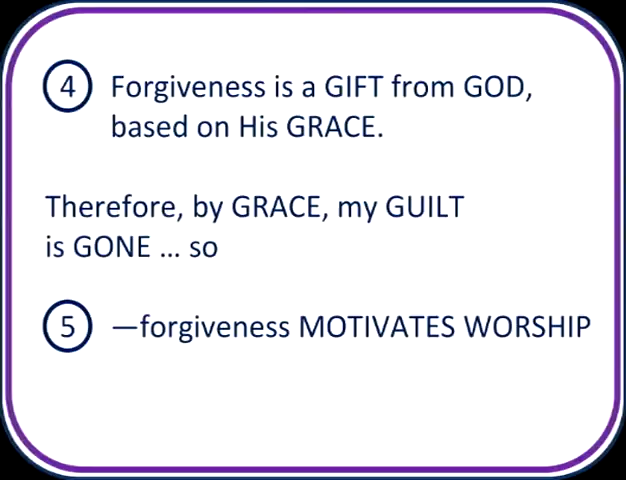 4 Forgiveness is a GIFT from GOD,
based on His GRACE.
Therefore, by GRACE, my GUILT
is GONE ... so
5 —forgiveness MOTIVATES WORSHIP